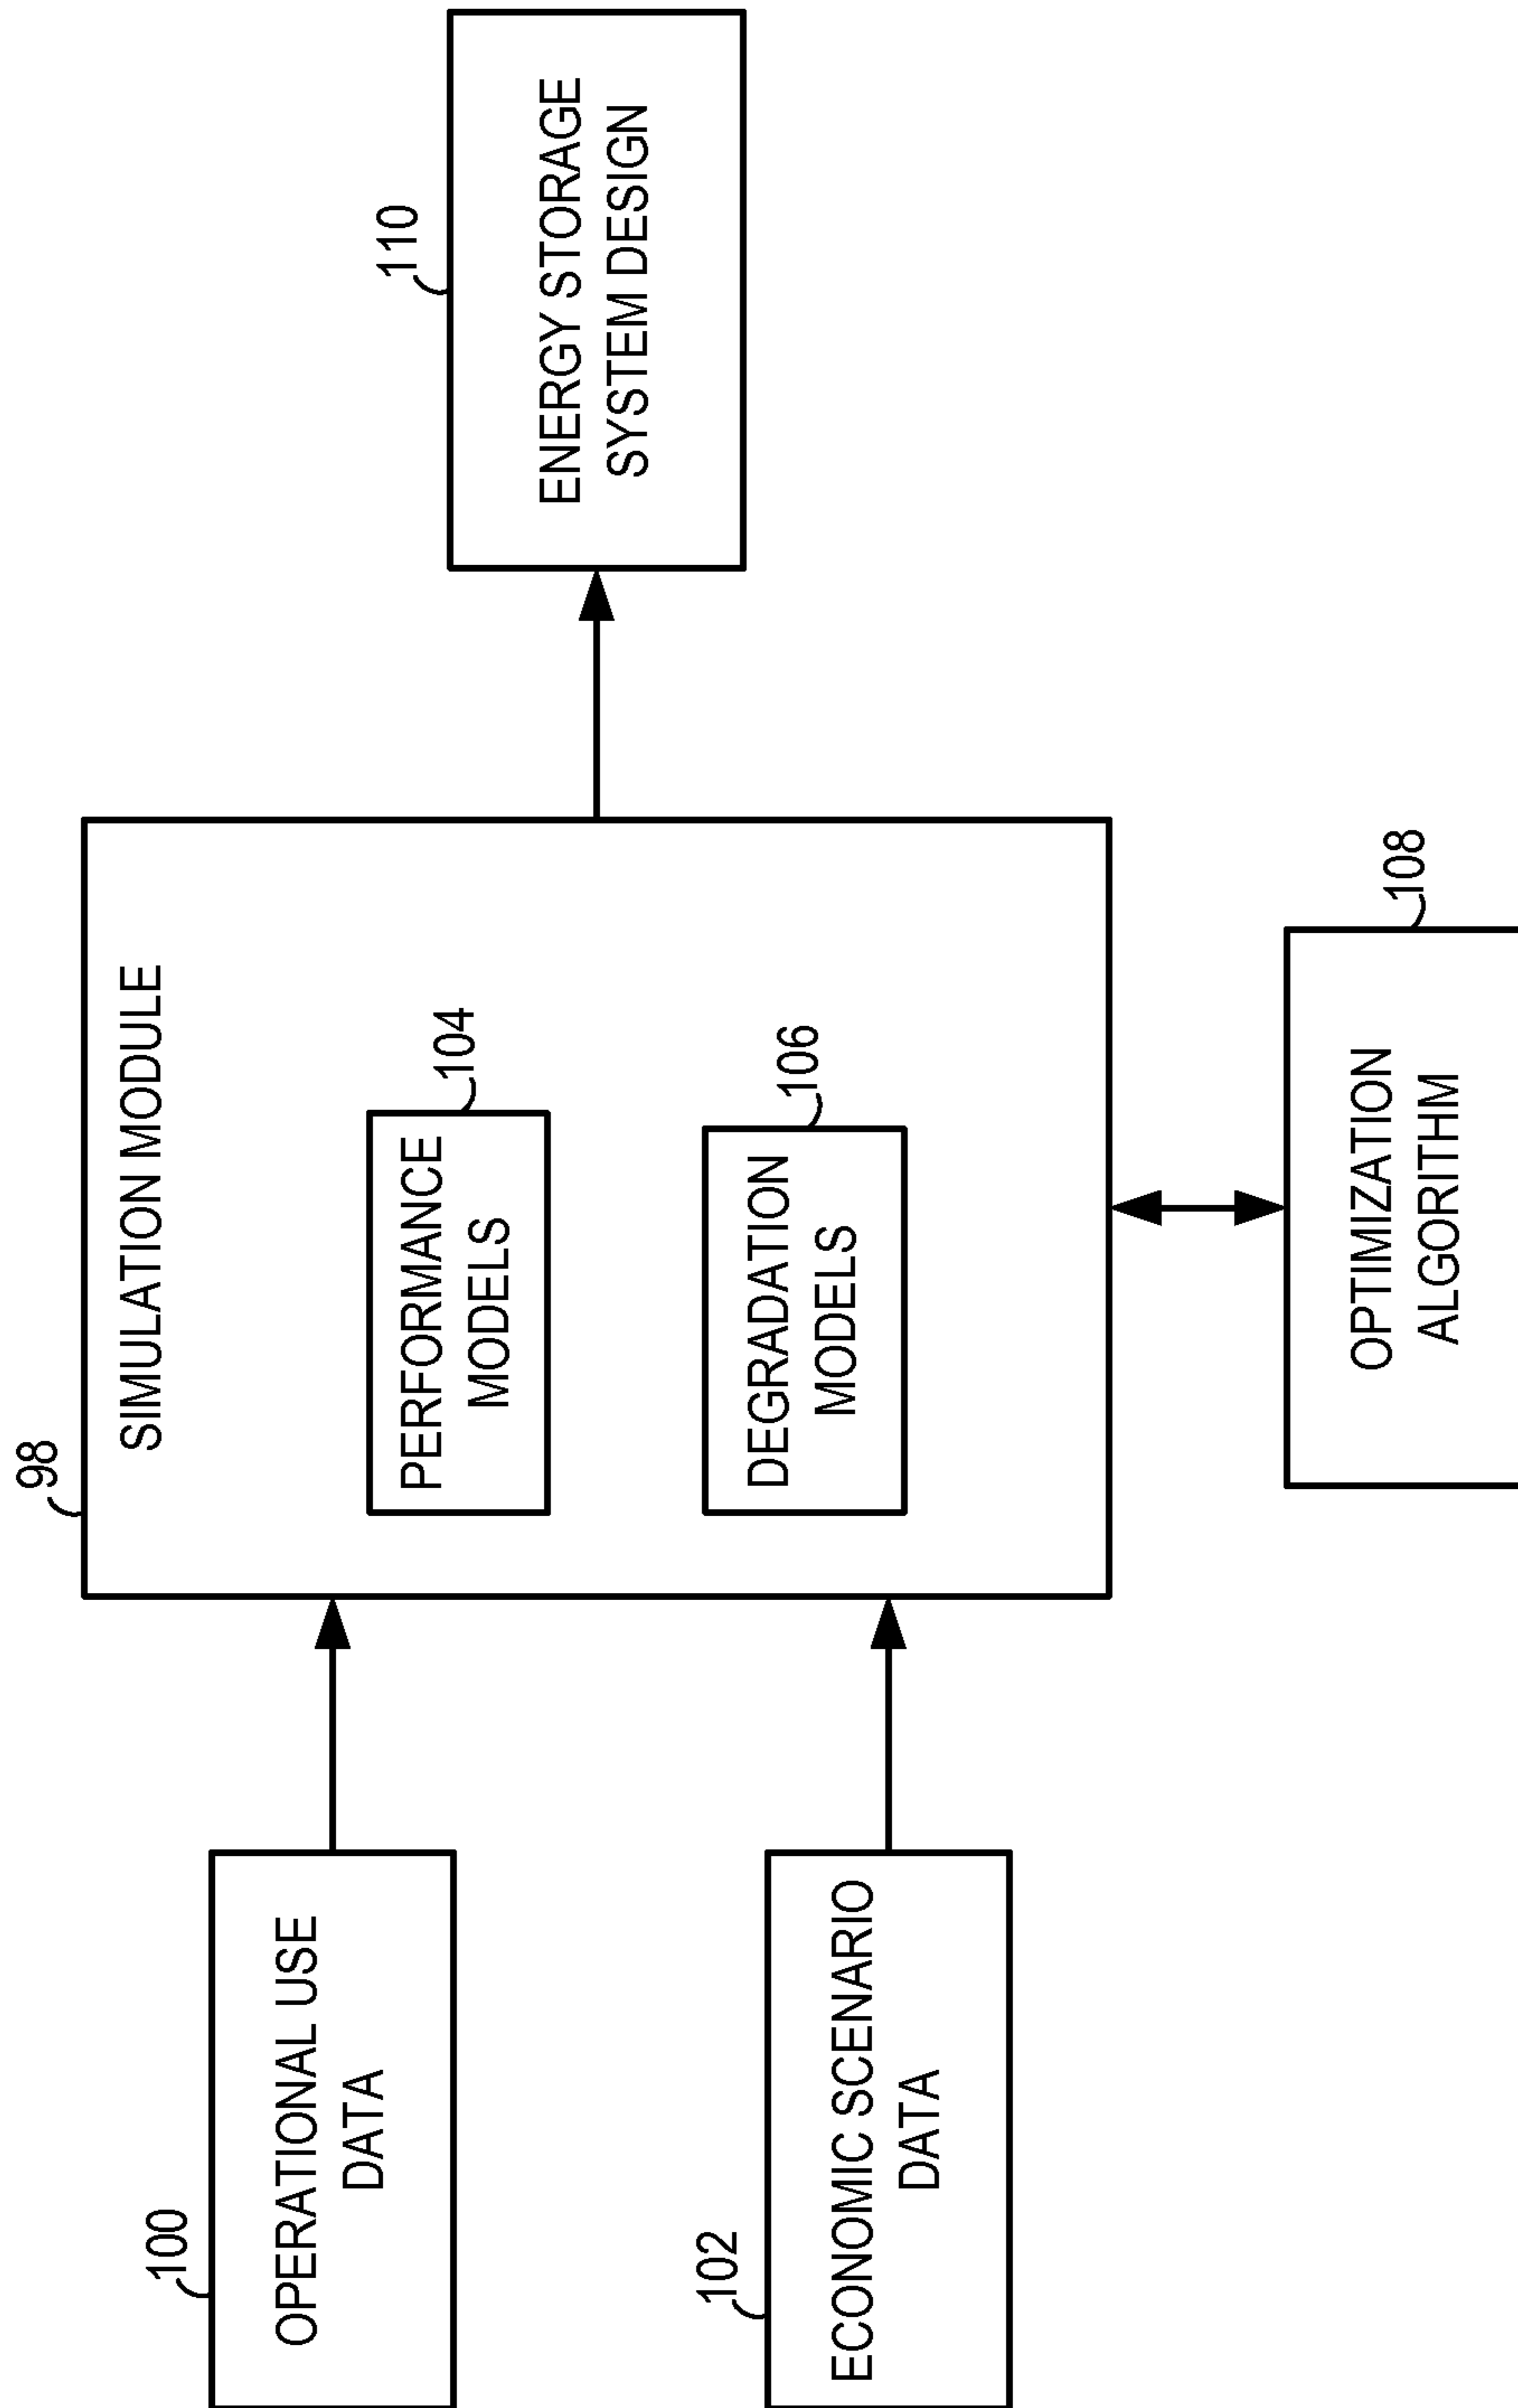 98
SIMULATION MODULE
100
OPERATIONAL USE
DATA
104
PERFORMANCE
MODELS
110
ENERGY STORAGE
SYSTEM DESIGN
102
ECONOMIC SCENARIO
DATA
106
DEGRADATION
MODELS
108
OPTIMIZATION
ALGORITHM